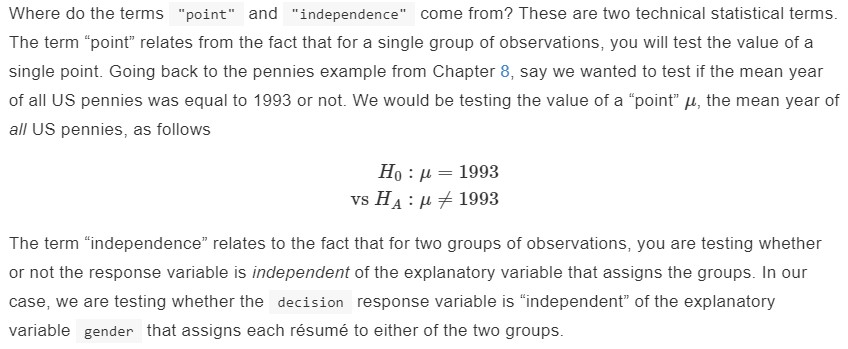 Where do the terms "point" and "independence" come from? These are two technical statistical terms.
The term “point” relates from the fact that for a single group of observations, you will test the value of a
single point. Going back to the pennies example from Chapter 8, say we wanted to test if the mean year
of all US pennies was equal to 1993 or not. We would be testing the value of a “point” μ, the mean year of
all US pennies, as follows
H₀ : μ = 1993
vs H_A : μ ≠ 1993
The term “independence” relates to the fact that for two groups of observations, you are testing whether
or not the response variable is independent of the explanatory variable that assigns the groups. In our
case, we are testing whether the decision response variable is “independent” of the explanatory
variable gender that assigns each résumé to either of the two groups.